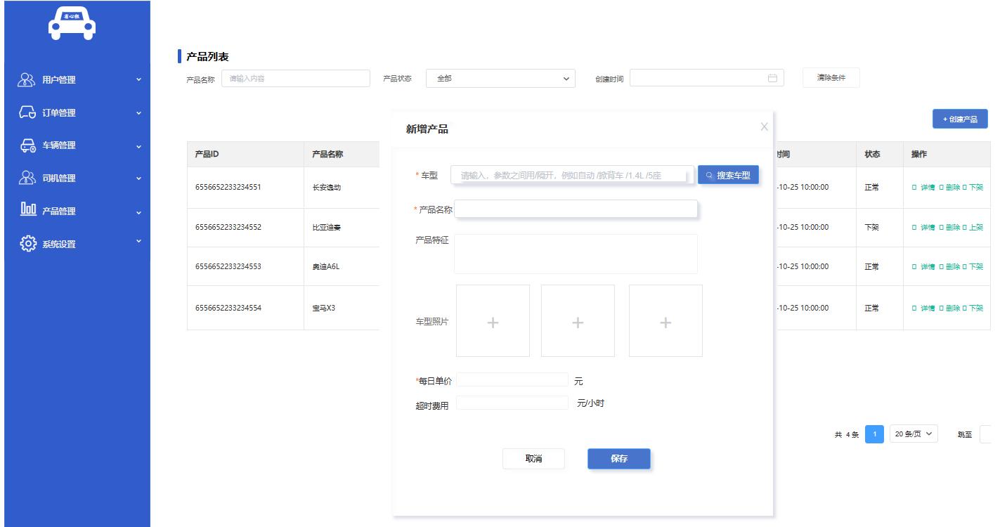 省心租
用户管理
订单管理
车辆管理
司机管理
产品管理
系统设置
产品列表
产品名称 请输入内容 产品状态 全部 创建时间 清除条件
+ 创建产品
产品ID 产品名称 时间 状态 操作
6556652233234551 长安逸动 -10-25 10:00:00 正常 详情 删除 下架
6556652233234552 比亚迪秦 -10-25 10:00:00 下架 详情 删除 上架
6556652233234553 奥迪A6L -10-25 10:00:00 正常 详情 删除 下架
6556652233234554 宝马X3 -10-25 10:00:00 正常 详情 删除 下架
共 4 条 1 20 条/页 跳至
新增产品 X
* 车型 请输入，参数之间用/隔开，例如自动 /掀背车 /1.4L /5座 搜索车型
* 产品名称
产品特征
车型照片 + + +
*每日单价 元
超时费用 元/小时
取消 保存